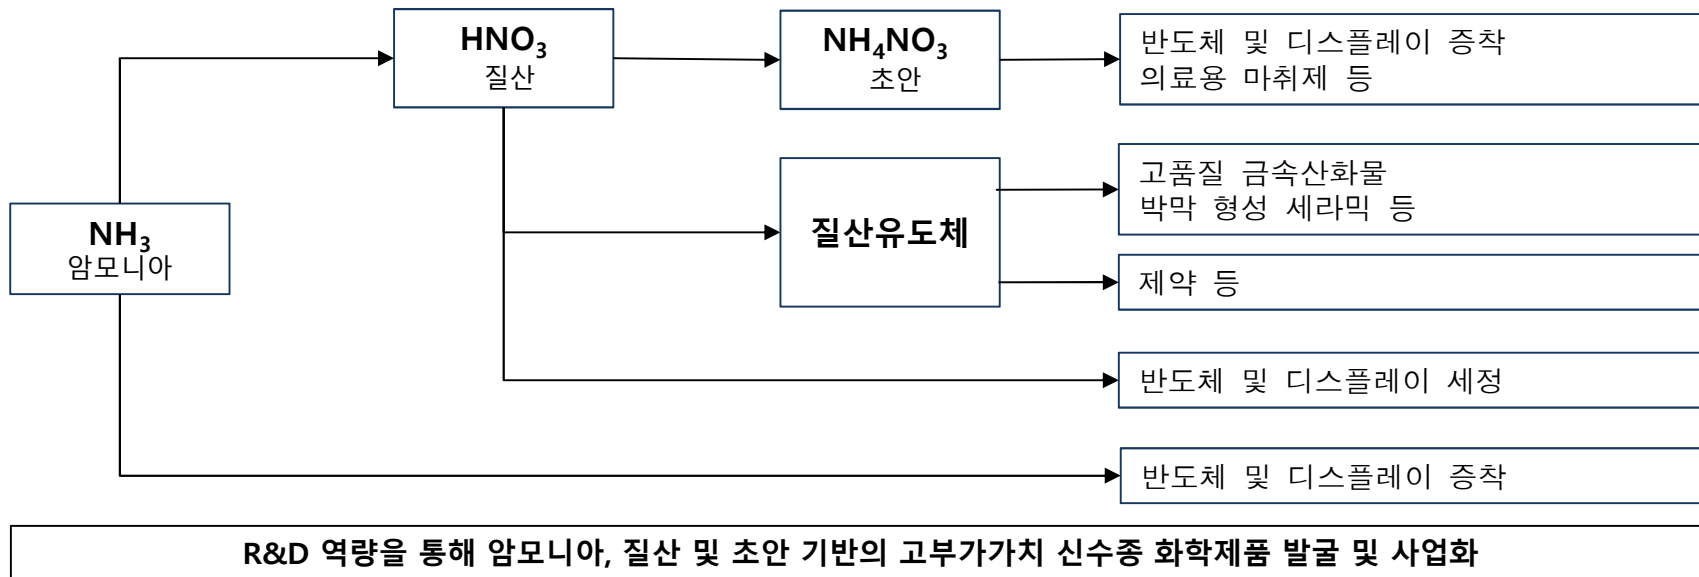 HNO₃
질산
NH₄NO₃
초안
반도체 및 디스플레이 증착
의료용 마취제 등
고품질 금속산화물
박막 형성 세라믹 등
NH₃
암모니아
질산유도체
제약 등
반도체 및 디스플레이 세정
반도체 및 디스플레이 증착
R&D 역량을 통해 암모니아, 질산 및 초안 기반의 고부가가치 신수종 화학제품 발굴 및 사업화